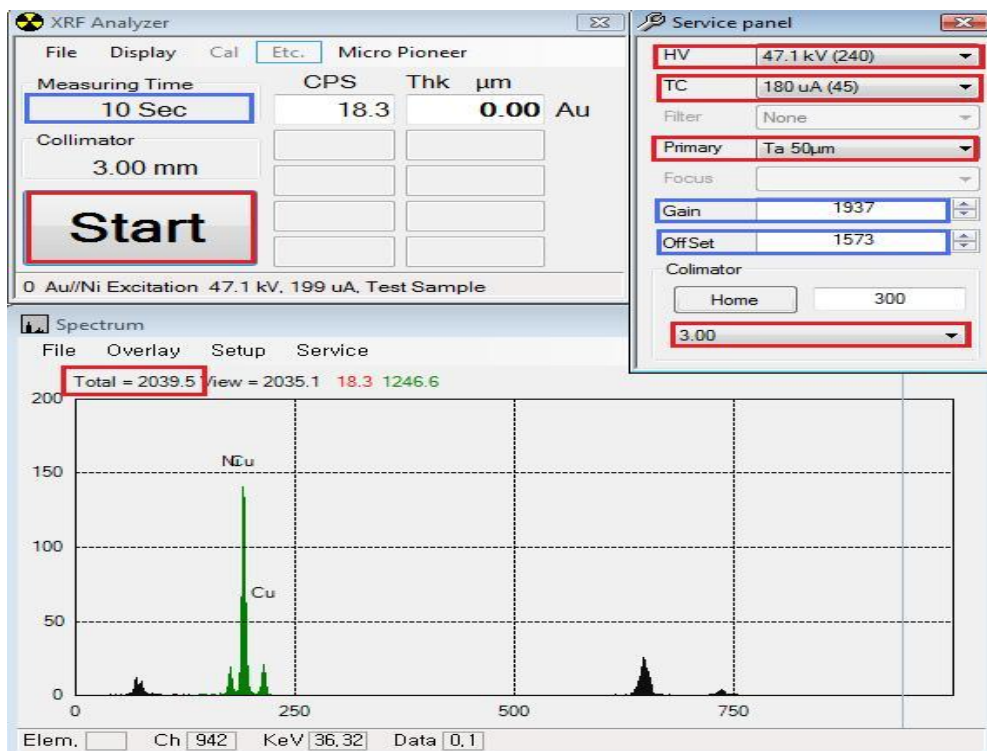 XRF Analyzer
File Display Cal Etc. Micro Pioneer
Measuring Time
10 Sec
CPS Thk µm
18.3 0.00 Au
Collimator
3.00 mm
Start
0 Au//Ni Excitation 47.1 kV, 199 uA, Test Sample
Service panel
HV 47.1 kV (240)
TC 180 uA (45)
Filter None
Primary Ta 50µm
Focus
Gain 1937
OffSet 1573
Colimator
Home 300
3.00
Spectrum
File Overlay Setup Service
Total = 2039.5 View = 2035.1 18.3 1246.6
200
150
100
50
0
Cu
Cu
0 250 500 750
Elem, Ch 942 KeV 36,32 Data 0,1